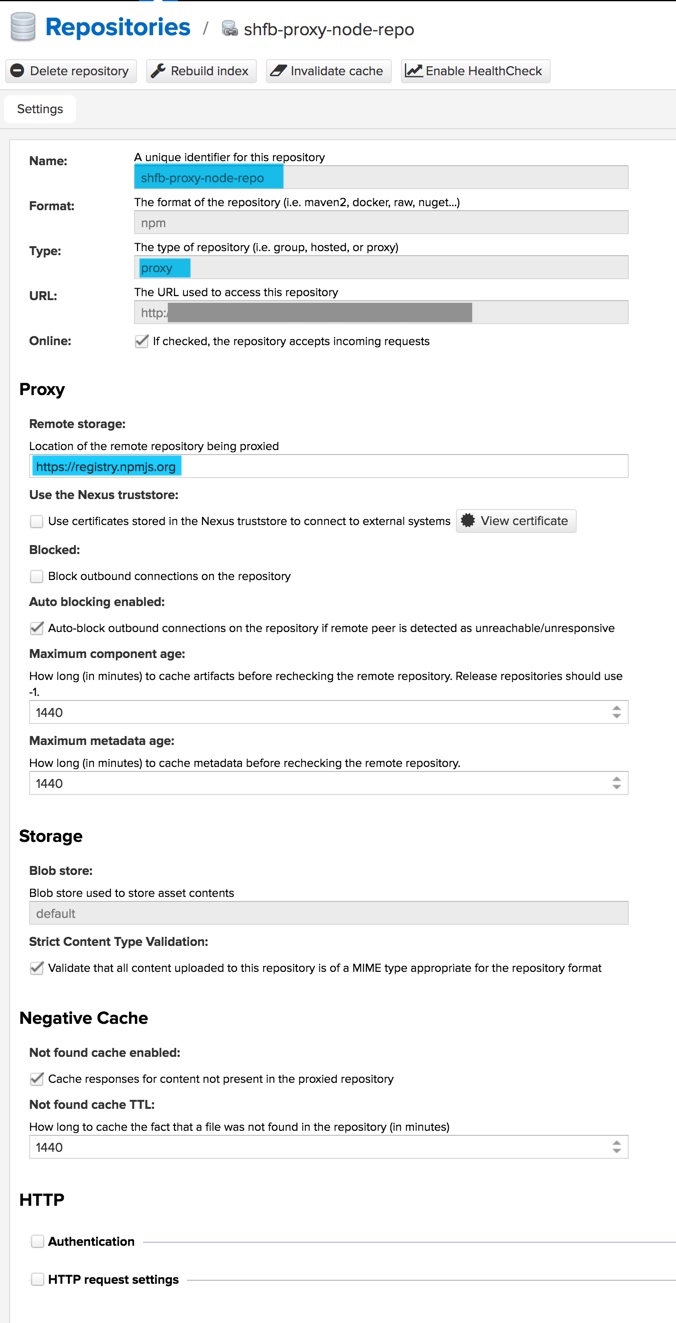 Repositories / shfb-proxy-node-repo
Delete repository Rebuild index Invalidate cache Enable HealthCheck
Settings
Name: A unique identifier for this repository
shfb-proxy-node-repo
Format: The format of the repository (i.e. maven2, docker, raw, nuget...)
npm
Type: The type of repository (i.e. group, hosted, or proxy)
proxy
URL: The URL used to access this repository
http:/
Online: If checked, the repository accepts incoming requests
Proxy
Remote storage:
Location of the remote repository being proxied
https://registry.npmjs.org
Use the Nexus truststore:
Use certificates stored in the Nexus truststore to connect to external systems View certificate
Blocked:
Block outbound connections on the repository
Auto blocking enabled:
Auto-block outbound connections on the repository if remote peer is detected as unreachable/unresponsive
Maximum component age:
How long (in minutes) to cache artifacts before rechecking the remote repository. Release repositories should use
-1.
1440
Maximum metadata age:
How long (in minutes) to cache metadata before rechecking the remote repository.
1440
Storage
Blob store:
Blob store used to store asset contents
default
Strict Content Type Validation:
Validate that all content uploaded to this repository is of a MIME type appropriate for the repository format
Negative Cache
Not found cache enabled:
Cache responses for content not present in the proxied repository
Not found cache TTL:
How long to cache the fact that a file was not found in the repository (in minutes)
1440
HTTP
Authentication
HTTP request settings